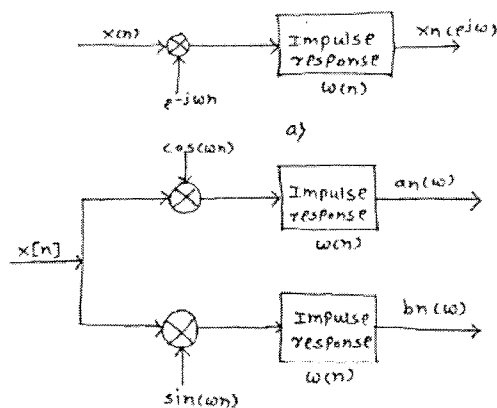 x(n)
Impulse
response
xn(ejω)
e-jωn
ω(n)
a)
cos(ωn)
Impulse
response
an(ω)
ω(n)
x[n]
Impulse
response
bn(ω)
ω(n)
sin(ωn)